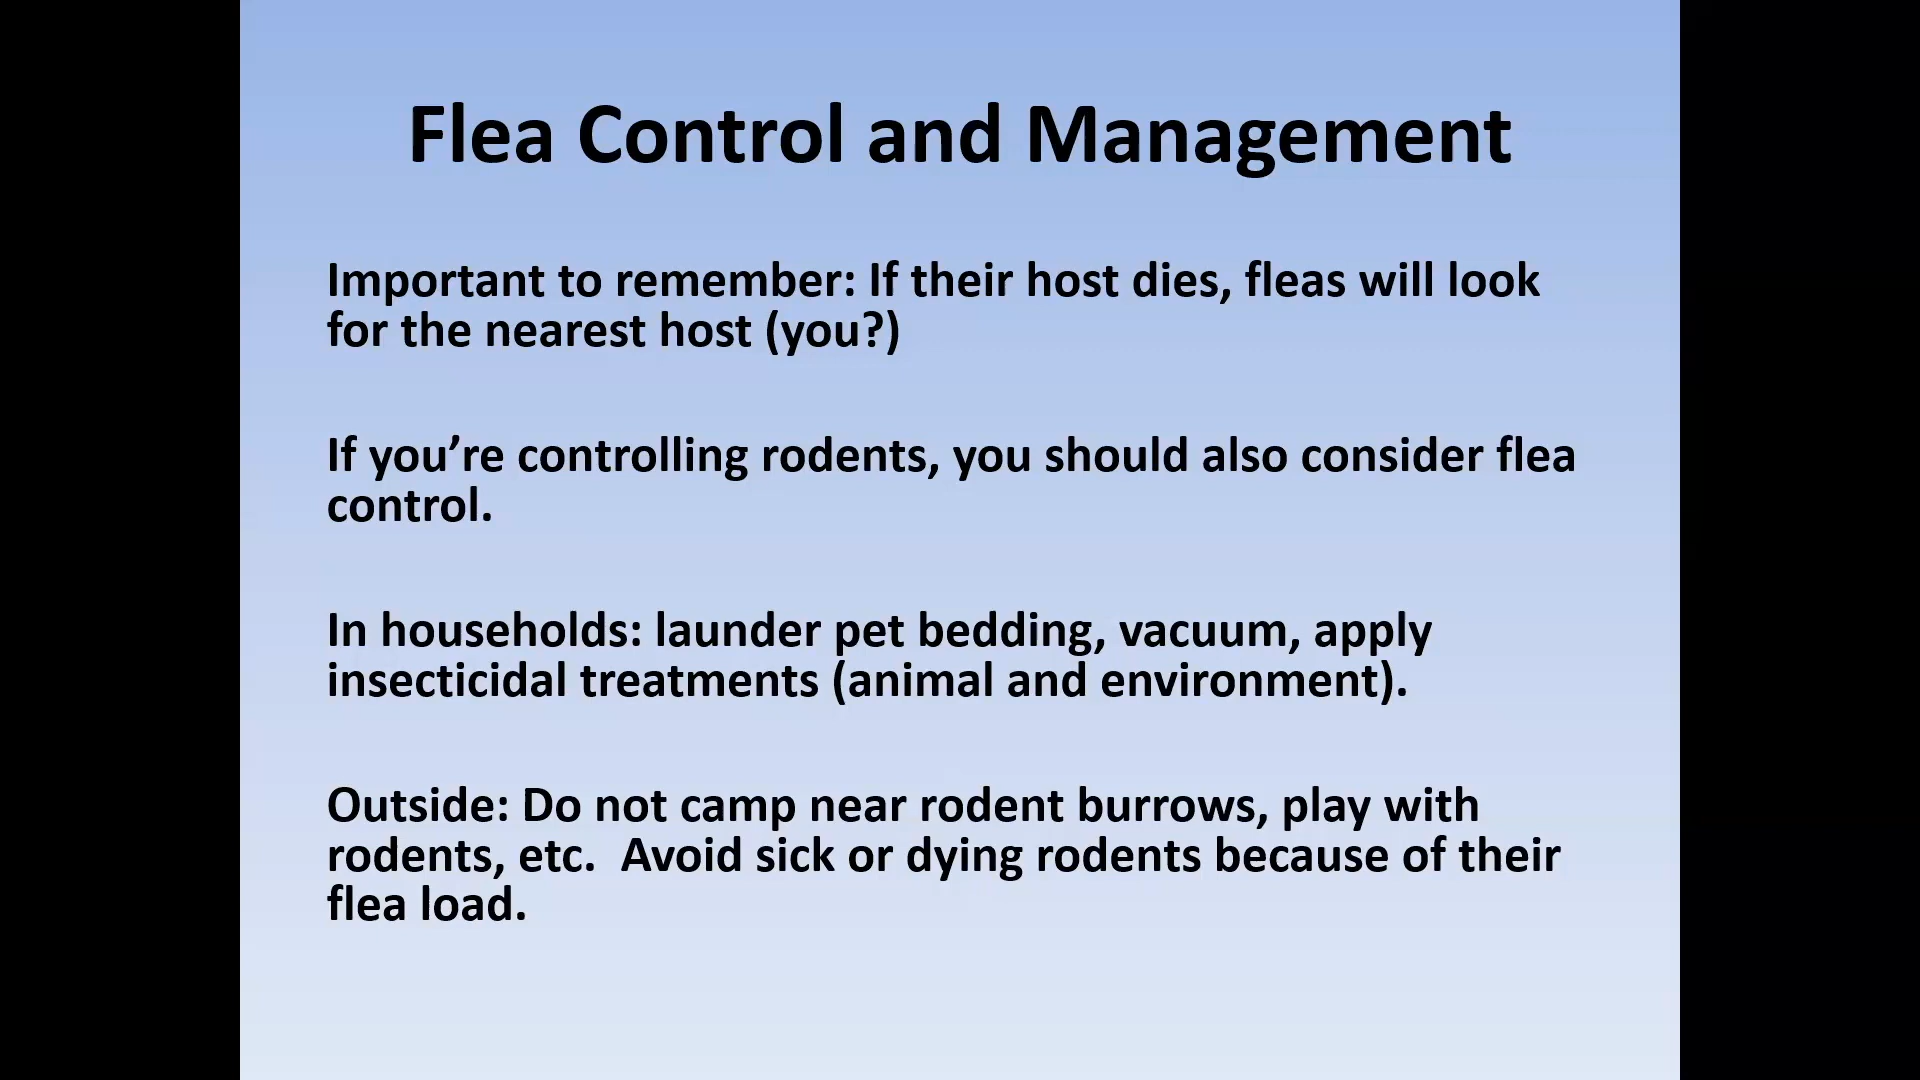 Flea Control and Management
Important to remember: If their host dies, fleas will look
for the nearest host (you?)
If you’re controlling rodents, you should also consider flea
control.
In households: launder pet bedding, vacuum, apply
insecticidal treatments (animal and environment).
Outside: Do not camp near rodent burrows, play with
rodents, etc.  Avoid sick or dying rodents because of their
flea load.